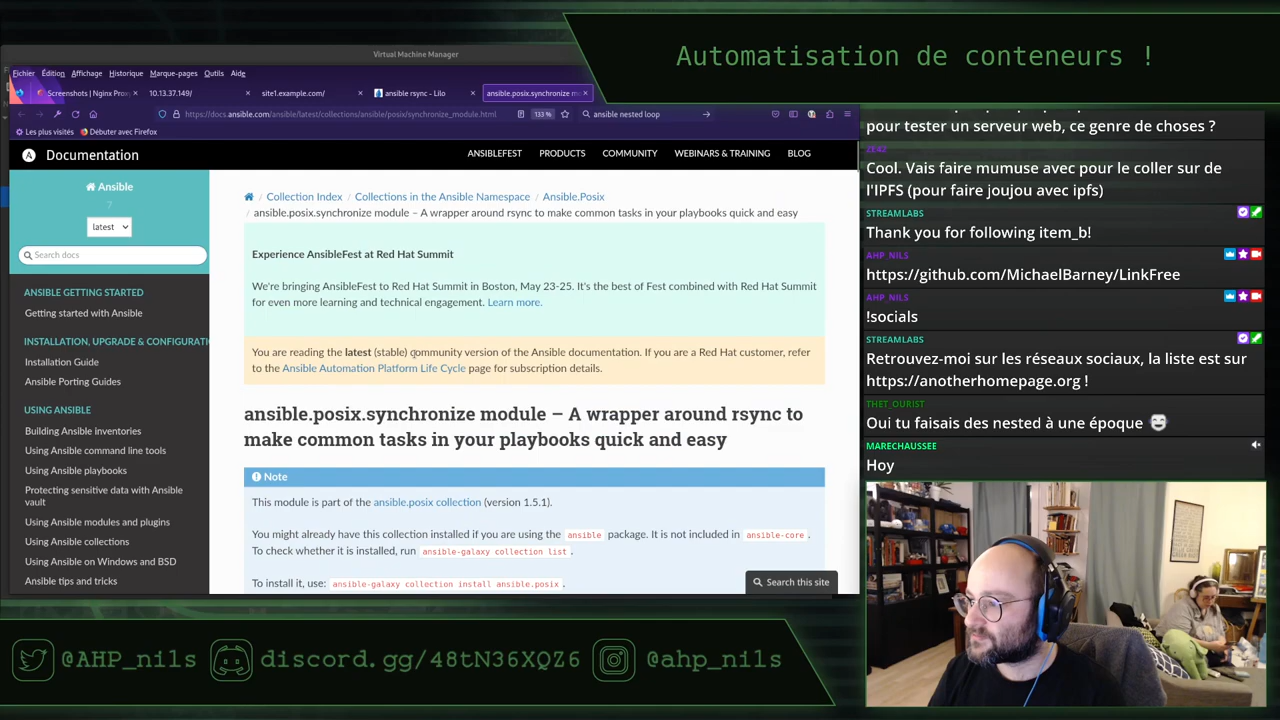 Automatisation de conteneurs !
Virtual Machine Manager
Fichier Édition Affichage Historique Marque-pages Outils Aide
Screenshots | Nginx Prox 10.13.37.149/ site1.example.com/ ansible rsync - Lilo ansible.posix.synchronize m
https://docs.ansible.com/ansible/latest/collections/ansible/posix/synchronize_module.html 133 % ansible nested loop
Les plus visités Débuter avec Firefox
Documentation ANSIBLEFEST PRODUCTS COMMUNITY WEBINARS & TRAINING BLOG
Ansible
7
latest
Search docs
ANSIBLE GETTING STARTED
Getting started with Ansible
INSTALLATION, UPGRADE & CONFIGURATI
Installation Guide
Ansible Porting Guides
USING ANSIBLE
Building Ansible inventories
Using Ansible command line tools
Using Ansible playbooks
Protecting sensitive data with Ansible
vault
Using Ansible modules and plugins
Using Ansible collections
Using Ansible on Windows and BSD
Ansible tips and tricks
/ Collection Index / Collections in the Ansible Namespace / Ansible.Posix
/ ansible.posix.synchronize module – A wrapper around rsync to make common tasks in your playbooks quick and easy
Experience AnsibleFest at Red Hat Summit
We're bringing AnsibleFest to Red Hat Summit in Boston, May 23-25. It's the best of Fest combined with Red Hat Summit
for even more learning and technical engagement. Learn more.
You are reading the latest (stable) community version of the Ansible documentation. If you are a Red Hat customer, refer
to the Ansible Automation Platform Life Cycle page for subscription details.
ansible.posix.synchronize module – A wrapper around rsync to
make common tasks in your playbooks quick and easy
Note
This module is part of the ansible.posix collection (version 1.5.1).
You might already have this collection installed if you are using the ansible package. It is not included in ansible-core .
To check whether it is installed, run ansible-galaxy collection list .
To install it, use: ansible-galaxy collection install ansible.posix .
Search this site
pour tester un serveur web, ce genre de choses ?
Cool. Vais faire mumuse avec pour le coller sur de
l'IPFS (pour faire joujou avec ipfs)
STREAMLABS
Thank you for following item_b!
AHP_NILS
https://github.com/MichaelBarney/LinkFree
AHP_NILS
!socials
STREAMLABS
Retrouvez-moi sur les réseaux sociaux, la liste est sur
https://anotherhomepage.org !
THET_OURIST
Oui tu faisais des nested à une époque
MARECHAUSSEE
Hoy
@AHP_nils discord.gg/48tN36XQZ6 @ahp_nils